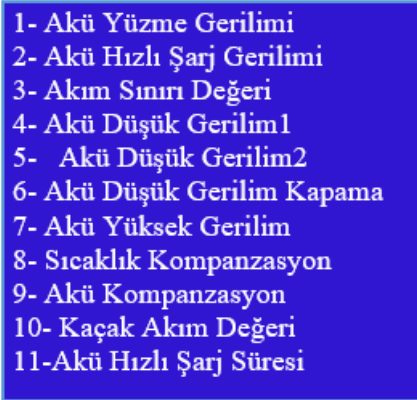 1- Akü Yüzme Gerilimi
2- Akü Hızlı Şarj Gerilimi
3- Akım Sınırı Değeri
4- Akü Düşük Gerilim1
5-   Akü Düşük Gerilim2
6- Akü Düşük Gerilim Kapama
7- Akü Yüksek Gerilim
8- Sıcaklık Kompanzasyon
9- Akü Kompanzasyon
10- Kaçak Akım Değeri
11-Akü Hızlı Şarj Süresi